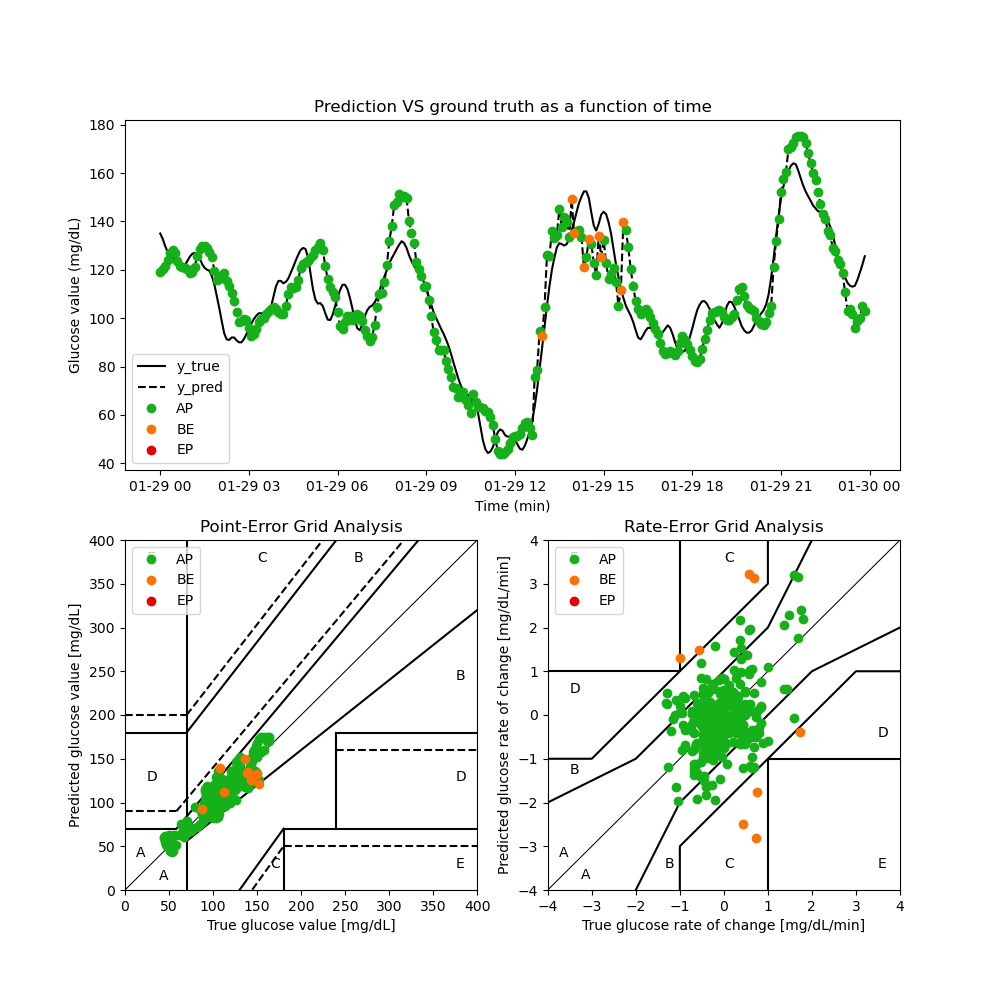 Prediction VS ground truth as a function of time
Glucose value (mg/dL)
180
160
140
120
100
80
60
40
y_true
y_pred
AP
BE
EP
01-29 00 01-29 03 01-29 06 01-29 09 01-29 12 01-29 15 01-29 18 01-29 21 01-30 00
Time (min)
Point-Error Grid Analysis
Predicted glucose value [mg/dL]
400
350
300
250
200
150
100
50
0
AP
BE
EP
C B
B
D D
A
A
C E
0 50 100 150 200 250 300 350 400
True glucose value [mg/dL]
Rate-Error Grid Analysis
Predicted glucose rate of change [mg/dL/min]
4
3
2
1
0
−1
−2
−3
−4
AP
BE
EP
C
D
D
B
A
A
B C E
−4 −3 −2 −1 0 1 2 3 4
True glucose rate of change [mg/dL/min]